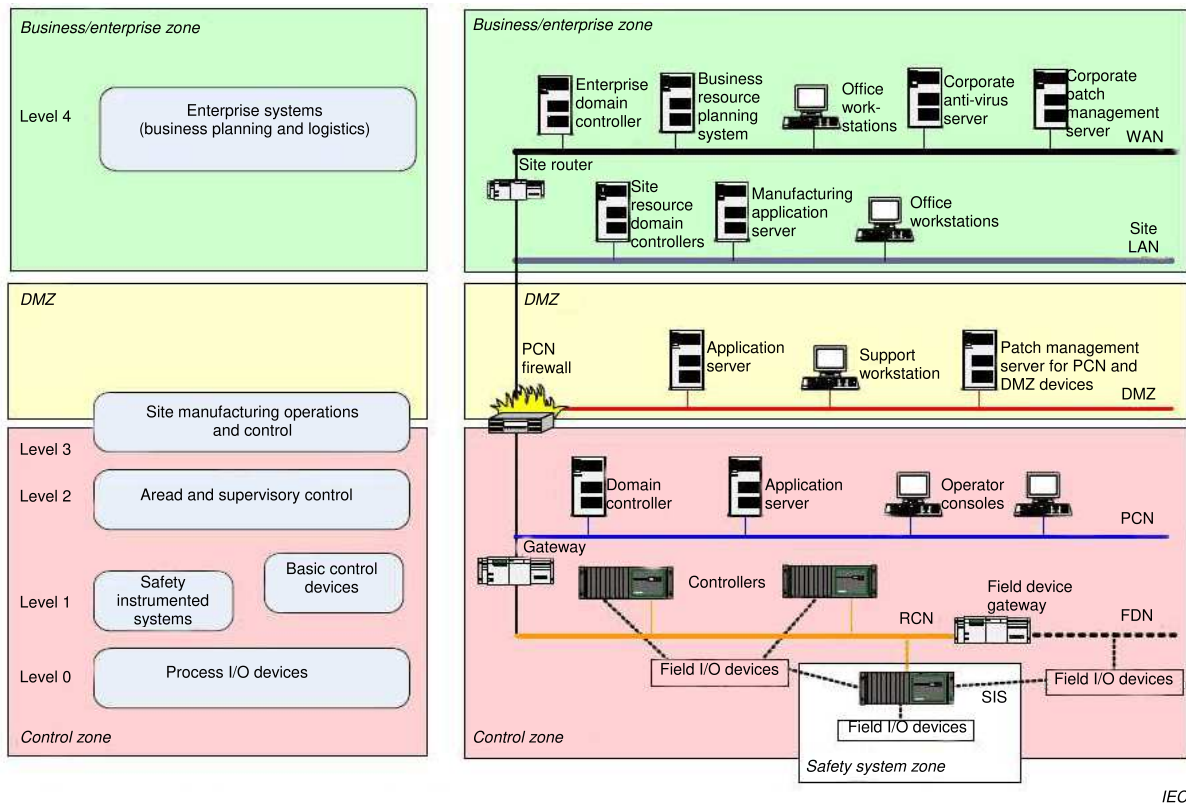 Business/enterprise zone
Level 4
Enterprise systems
(business planning and logistics)
DMZ
Site manufacturing operations
and control
Level 3
Level 2
Aread and supervisory control
Level 1
Safety
instrumented
systems
Basic control
devices
Level 0
Process I/O devices
Control zone
Business/enterprise zone
Enterprise
domain
controller
Business
resource
planning
system
Office
work-
stations
Corporate
anti-virus
server
Corporate
patch
management
server
WAN
Site router
Site
resource
domain
controllers
Manufacturing
application
server
Office
workstations
Site
LAN
DMZ
PCN
firewall
Application
server
Support
workstation
Patch management
server for PCN and
DMZ devices
DMZ
Domain
controller
Application
server
Operator
consoles
PCN
Gateway
Controllers
Field device
gateway
RCN
FDN
Field I/O devices
SIS
Field I/O devices
Field I/O devices
Control zone
Safety system zone
IEC